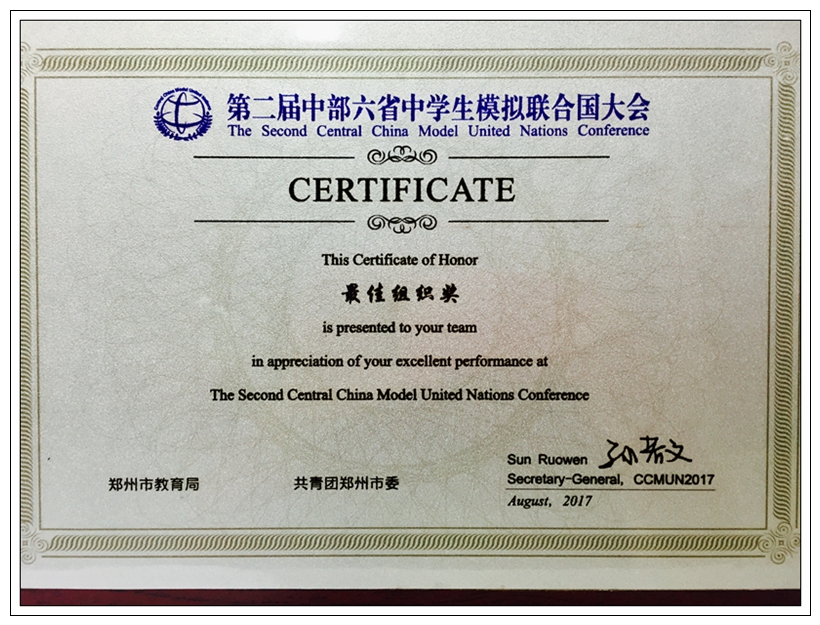 第二届中部六省中学生模拟联合国大会
The Second Central China Model United Nations Conference
CERTIFICATE
This Certificate of Honor
最佳组织奖
is presented to your team
in appreciation of your excellent performance at
The Second Central China Model United Nations Conference
郑州市教育局
共青团郑州市委
Sun Ruowen 孙若文
Secretary-General, CCMUN2017
August, 2017